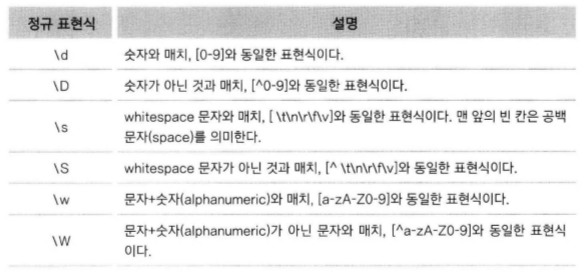 정규 표현식 설명
\d 숫자와 매치, [0-9]와 동일한 표현식이다.
\D 숫자가 아닌 것과 매치, [^0-9]와 동일한 표현식이다.
\s whitespace 문자와 매치, [ \t\n\r\f\v]와 동일한 표현식이다. 맨 앞의 빈 칸은 공백
문자(space)를 의미한다.
\S whitespace 문자가 아닌 것과 매치, [^ \t\n\r\f\v]와 동일한 표현식이다.
\w 문자+숫자(alphanumeric)와 매치, [a-zA-Z0-9]와 동일한 표현식이다.
\W 문자+숫자(alphanumeric)가 아닌 문자와 매치, [^a-zA-Z0-9]와 동일한 표현식
이다.